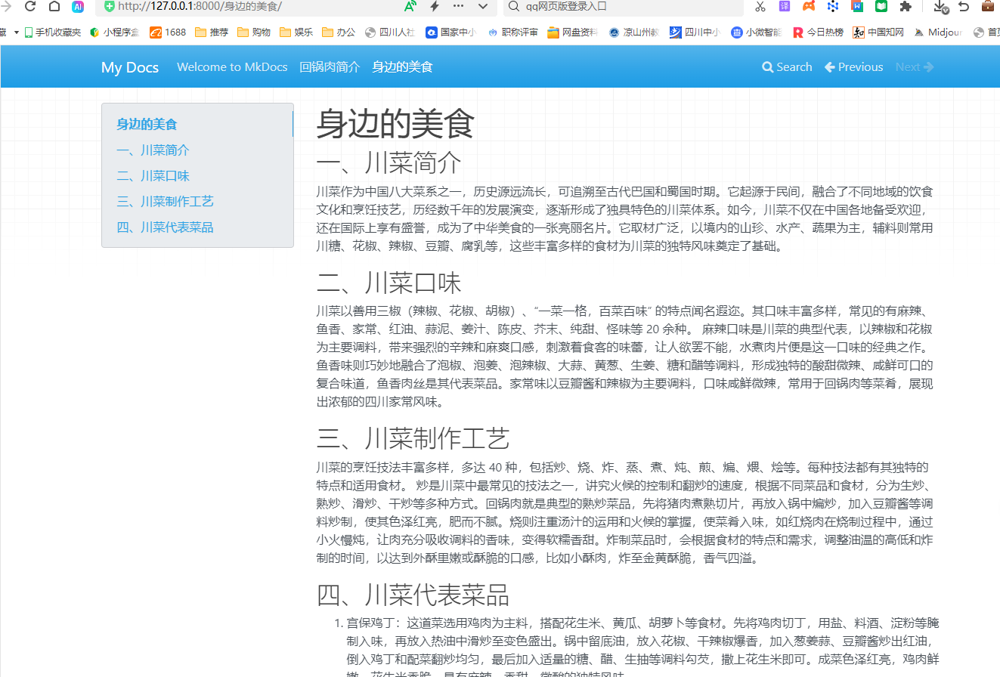 http://127.0.0.1:8000/身边的美食/
qq网页版登录入口
手机收藏夹 小程序盒 1688 推荐 购物 娱乐 办公 四川人社 国家中小 职称评审 网盘资料 凉山州教 四川中小 小微智能 今日热榜 中国知网 Midjour 首页
My Docs Welcome to MkDocs 回锅肉简介 身边的美食 Search Previous Next
身边的美食
一、川菜简介
二、川菜口味
三、川菜制作工艺
四、川菜代表菜品
身边的美食
一、川菜简介
川菜作为中国八大菜系之一，历史源远流长，可追溯至古代巴国和蜀国时期。它起源于民间，融合了不同地域的饮食
文化和烹饪技艺，历经数千年的发展演变，逐渐形成了独具特色的川菜体系。如今，川菜不仅在中国各地备受欢迎，
还在国际上享有盛誉，成为了中华美食的一张亮丽名片。它取材广泛，以境内的山珍、水产、蔬果为主，辅料则常用
川糖、花椒、辣椒、豆瓣、腐乳等，这些丰富多样的食材为川菜的独特风味奠定了基础。
二、川菜口味
川菜以善用三椒（辣椒、花椒、胡椒）、“一菜一格，百菜百味” 的特点闻名遐迩。其口味丰富多样，常见的有麻辣、
鱼香、家常、红油、蒜泥、姜汁、陈皮、芥末、纯甜、怪味等 20 余种。 麻辣口味是川菜的典型代表，以辣椒和花椒
为主要调料，带来强烈的辛辣和麻爽口感，刺激着食客的味蕾，让人欲罢不能，水煮肉片便是这一口味的经典之作。
鱼香味则巧妙地融合了泡椒、泡姜、泡辣椒、大蒜、黄葱、生姜、糖和醋等调料，形成独特的酸甜微辣、咸鲜可口的
复合味道，鱼香肉丝是其代表菜品。家常味以豆瓣酱和辣椒为主要调料，口味咸鲜微辣，常用于回锅肉等菜肴，展现
出浓郁的四川家常风味。
三、川菜制作工艺
川菜的烹饪技法丰富多样，多达 40 种，包括炒、烧、炸、蒸、煮、炖、煎、煸、煨、烩等。每种技法都有其独特的
特点和适用食材。 炒是川菜中最常见的技法之一，讲究火候的控制和翻炒的速度，根据不同菜品和食材，分为生炒、
熟炒、滑炒、干炒等多种方式。回锅肉就是典型的熟炒菜品，先将猪肉煮熟切片，再放入锅中煸炒，加入豆瓣酱等调
料炒制，使其色泽红亮，肥而不腻。烧则注重汤汁的运用和火候的掌握，使菜肴入味，如红烧肉在烧制过程中，通过
小火慢炖，让肉充分吸收调料的香味，变得软糯香甜。炸制菜品时，会根据食材的特点和需求，调整油温的高低和炸
制的时间，以达到外酥里嫩或酥脆的口感，比如小酥肉，炸至金黄酥脆，香气四溢。
四、川菜代表菜品
1. 宫保鸡丁：这道菜选用鸡肉为主料，搭配花生米、黄瓜、胡萝卜等食材。先将鸡肉切丁，用盐、料酒、淀粉等腌
制入味，再放入热油中滑炒至变色盛出。锅中留底油，放入花椒、干辣椒爆香，加入葱姜蒜、豆瓣酱炒出红油，
倒入鸡丁和配菜翻炒均匀，最后加入适量的糖、醋、生抽等调料勾芡，撒上花生米即可。成菜色泽红亮，鸡肉鲜
嫩，花生米香脆，具有麻辣、香甜、微酸的独特风味